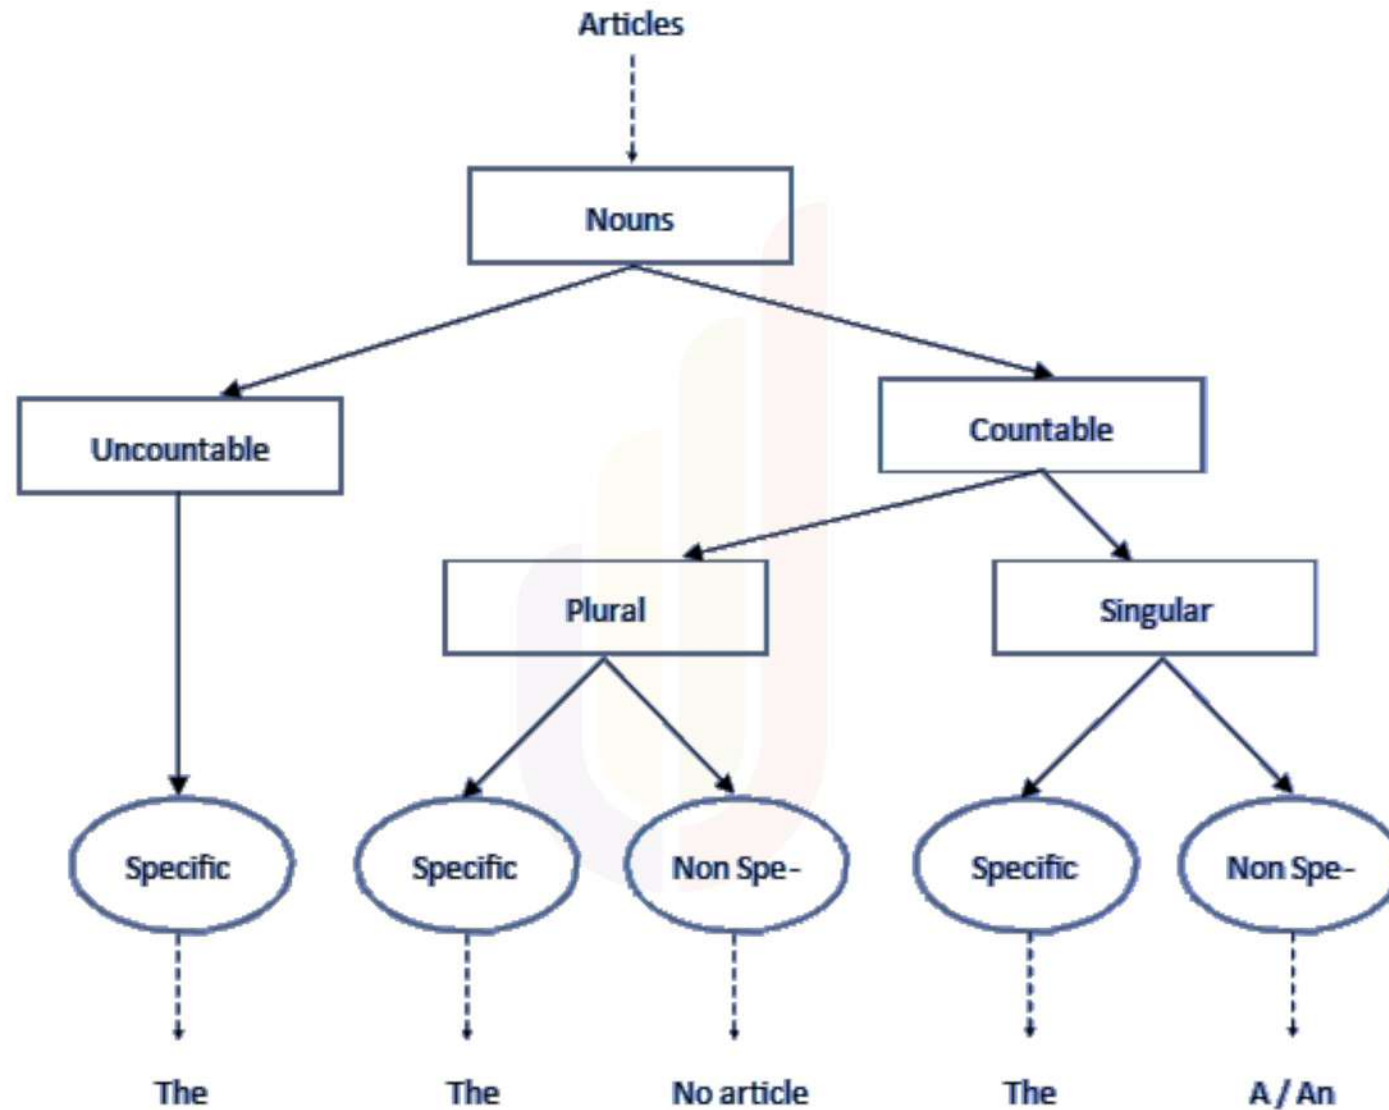 Articles
Nouns
Uncountable
Countable
Plural
Singular
Specific
Specific
Non Spe-
Specific
Non Spe-
The
The
No article
The
A / An